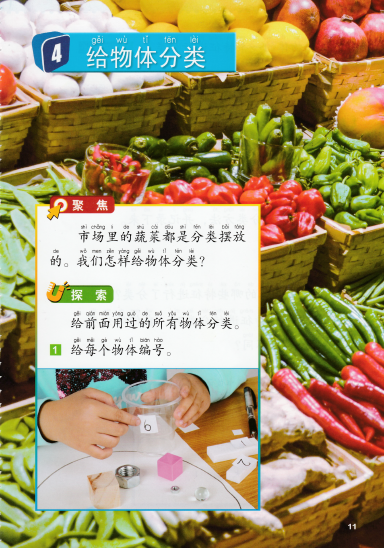 4
gěi wù tǐ fēn lèi
给物体分类
聚 焦
shì chǎng lǐ de shū cài dōu shì fēn lèi bǎi fàng
市场里的蔬菜都是分类摆放
de wǒ men zěn yàng gěi wù tǐ fēn lèi
的。我们怎样给物体分类?
探 索
gěi qián miàn yòng guò de suǒ yǒu wù tǐ fēn lèi
给前面用过的所有物体分类。
gěi měi gè wù tǐ biān hào
1 给每个物体编号。
6
11